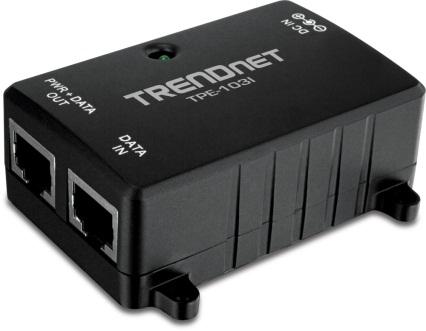 DC IN
TRENDNET
TPE-103I
PWR + DATA
OUT
DATA
IN